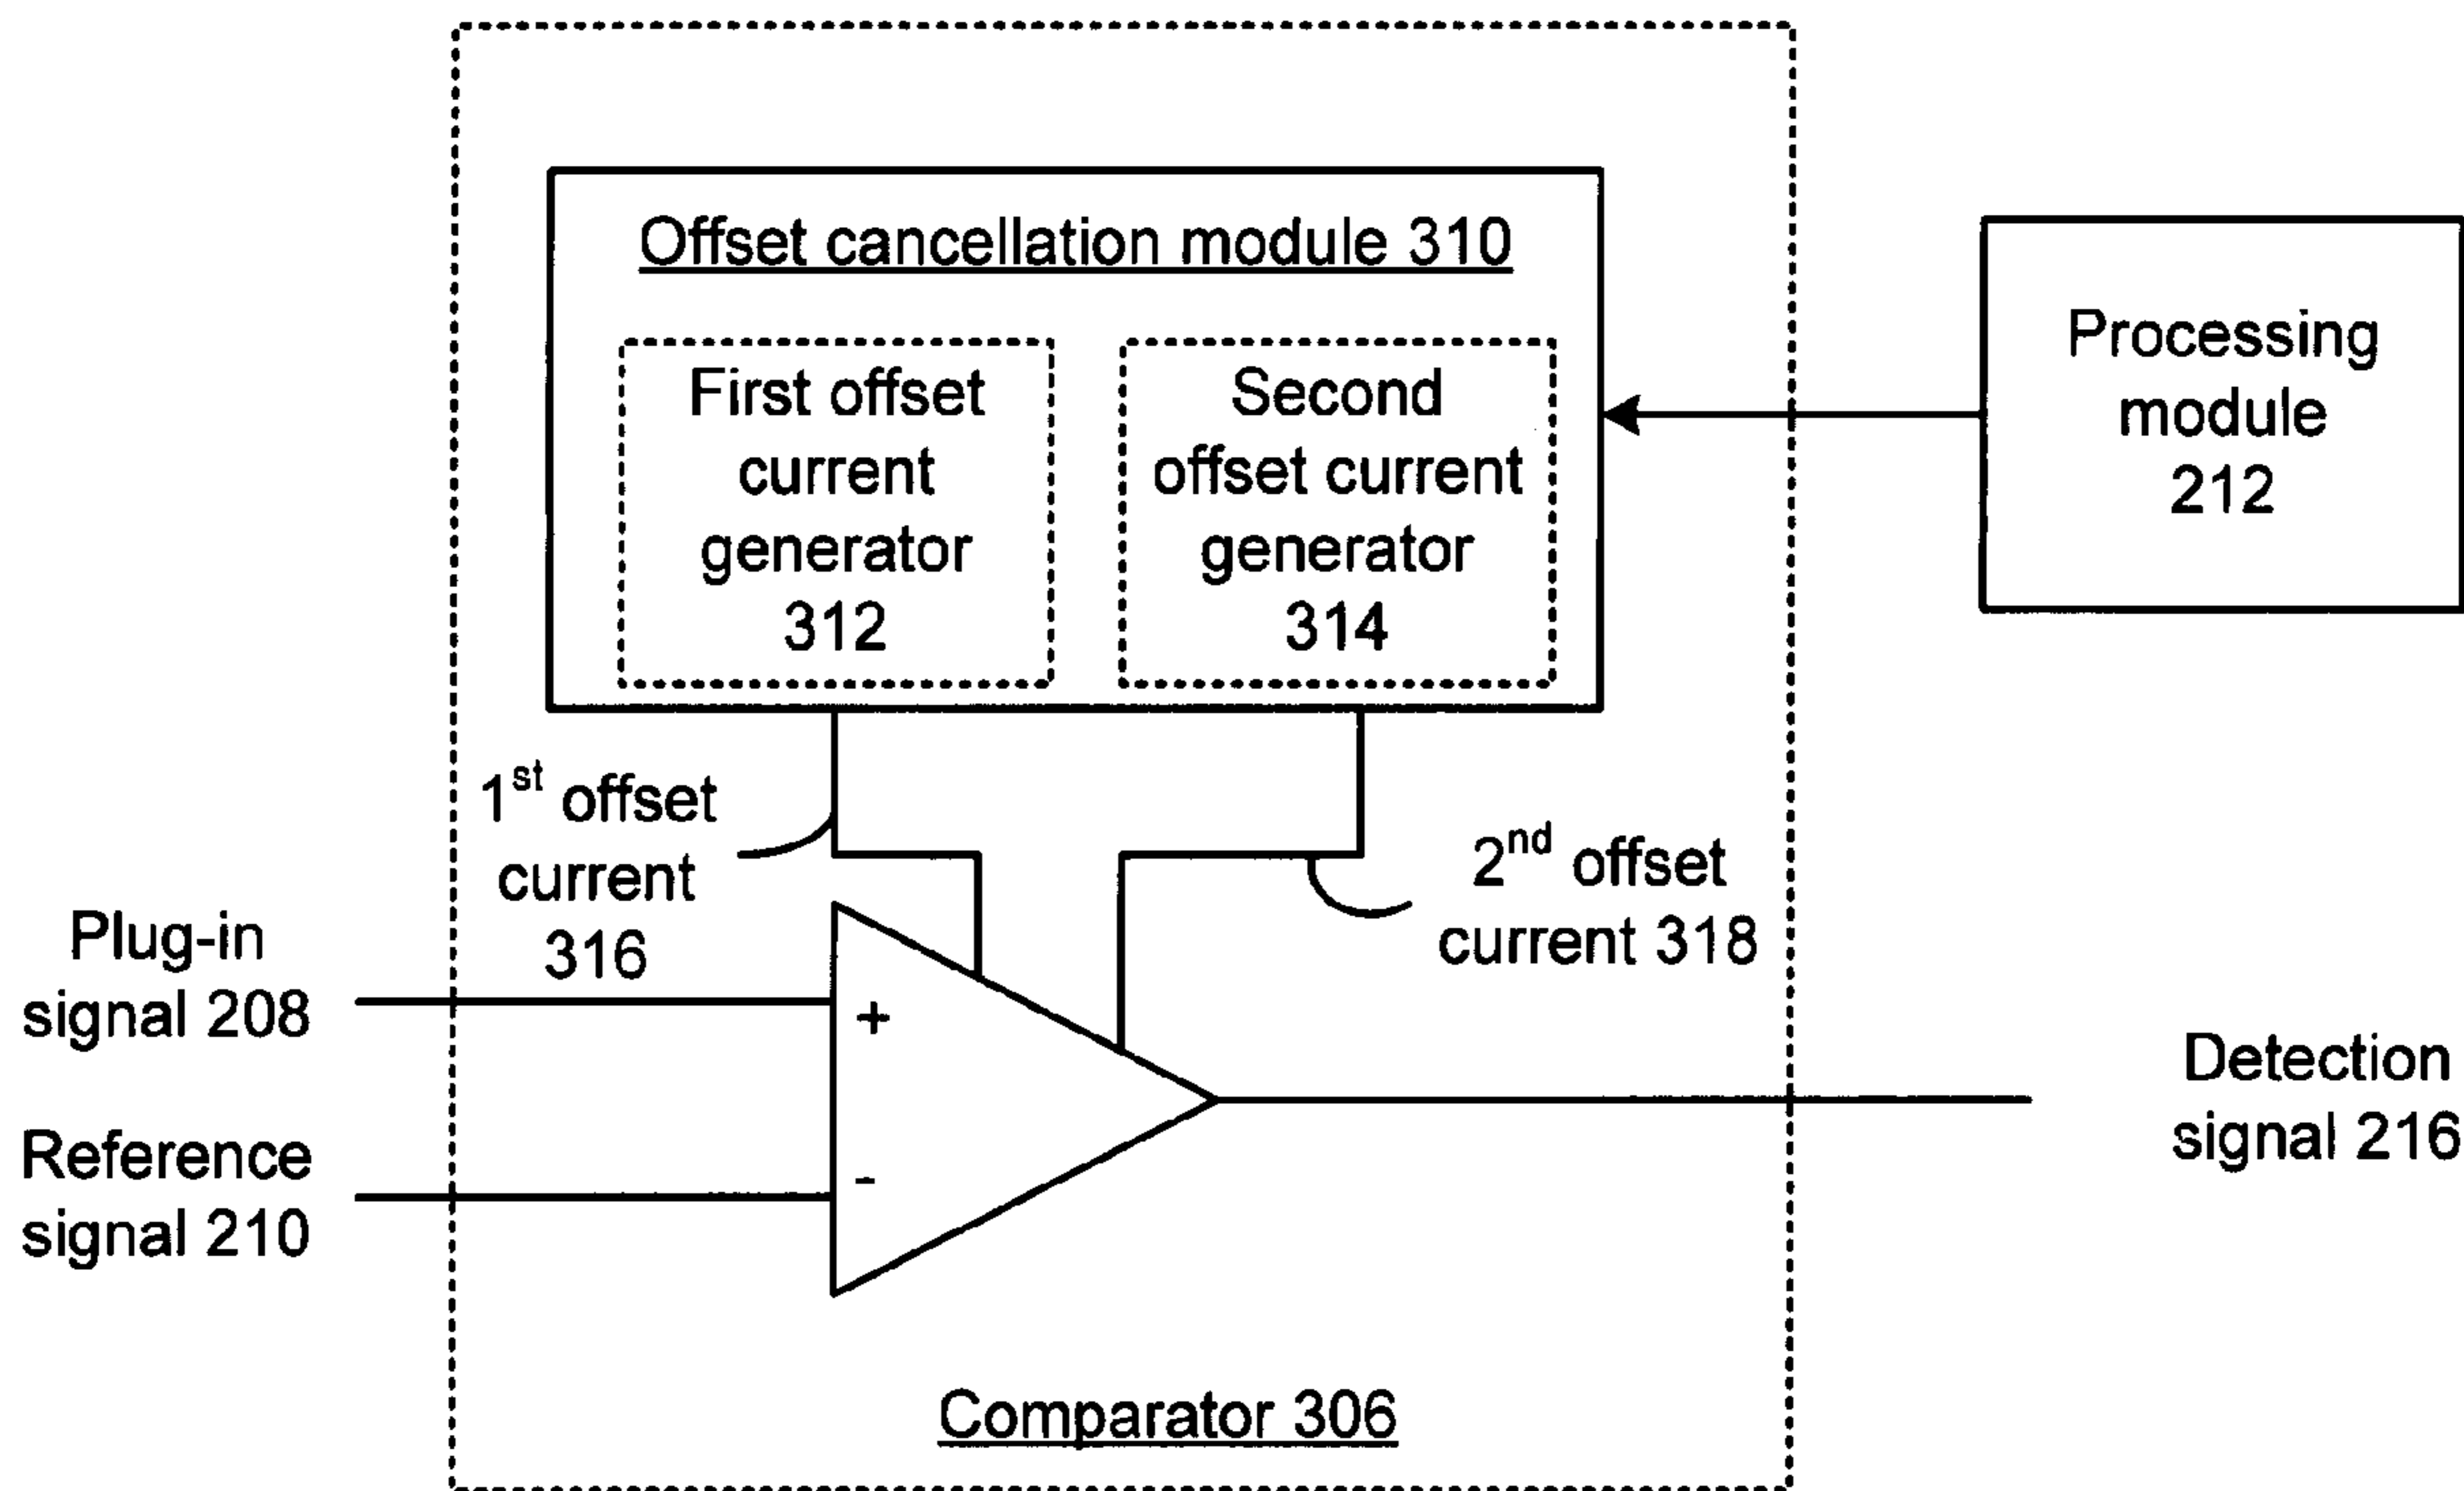 Offset cancellation module 310
First offset
current
generator
312
Second
offset current
generator
314
Processing
module
212
1st offset
current
316
2nd offset
current 318
Plug-in
signal 208
+
Reference
signal 210
-
Detection
signal 216
Comparator 306